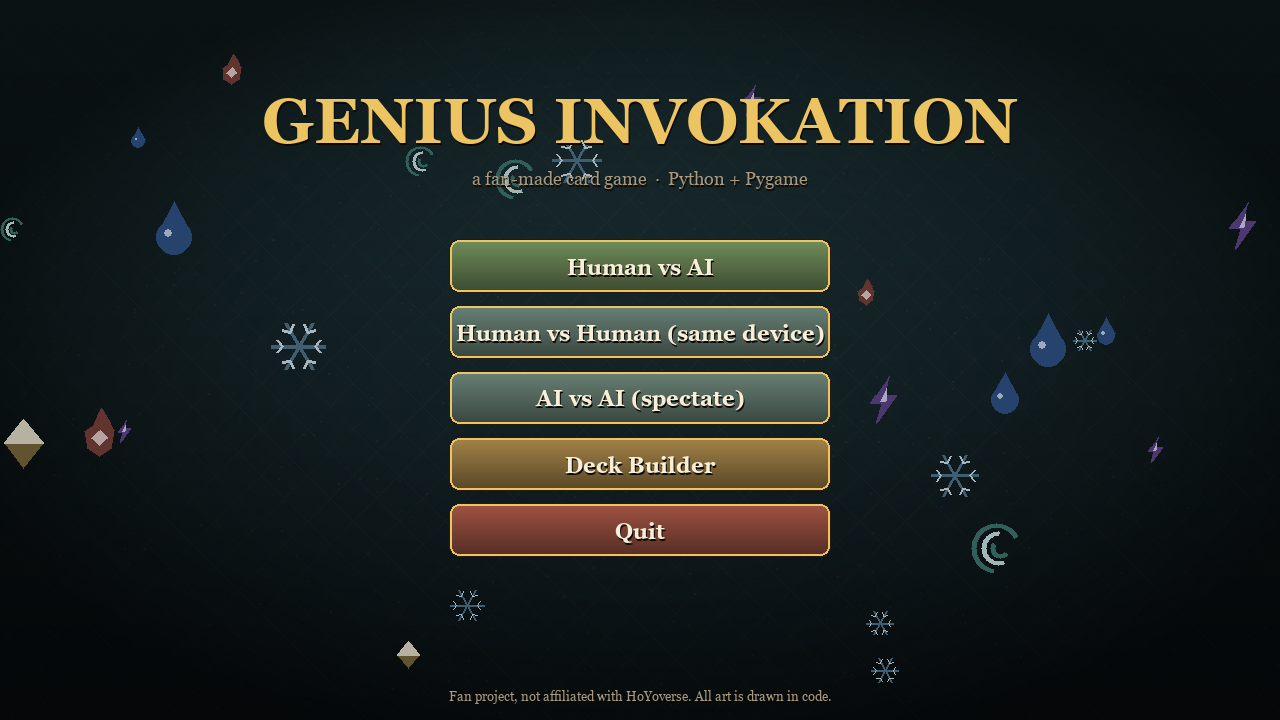 GENIUS INVOKATION
a fan-made card game · Python + Pygame
Human vs AI
Human vs Human (same device)
AI vs AI (spectate)
Deck Builder
Quit
Fan project, not affiliated with HoYoverse. All art is drawn in code.